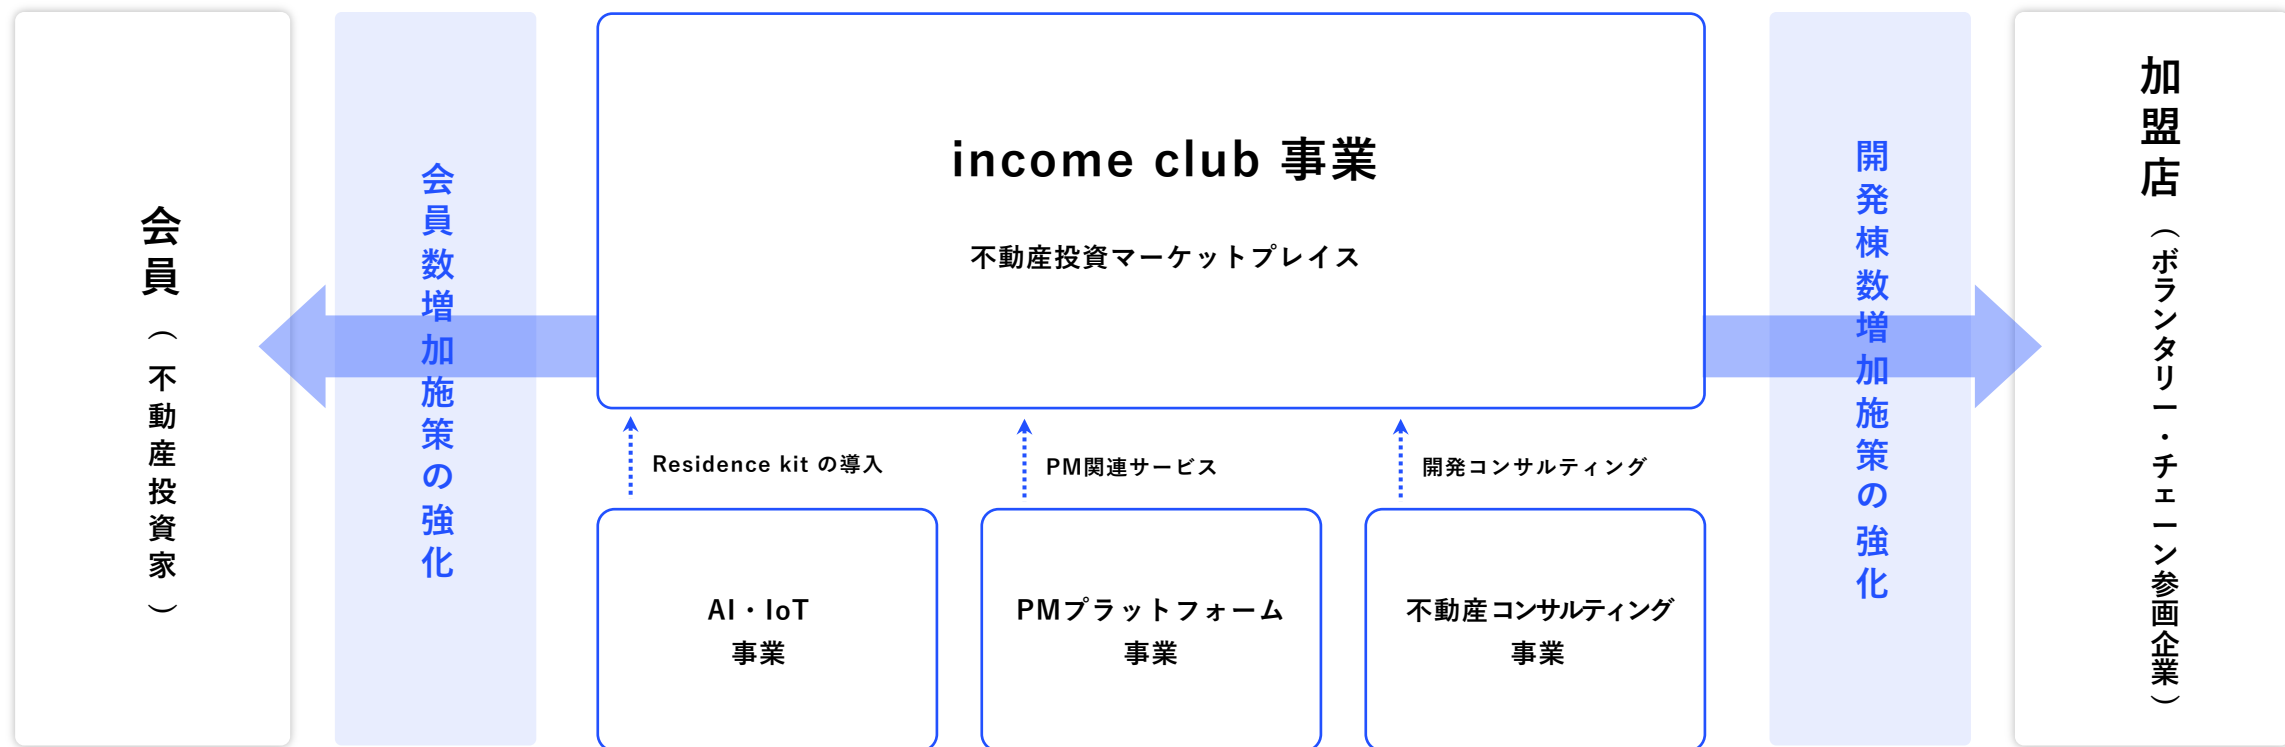 会員（不動産投資家）
会員数増加施策の強化
income club 事業
不動産投資マーケットプレイス
Residence kit の導入
PM関連サービス
開発コンサルティング
AI・IoT
事業
PMプラットフォーム
事業
不動産コンサルティング
事業
開発棟数増加施策の強化
加盟店（ボランタリー・チェーン参画企業）